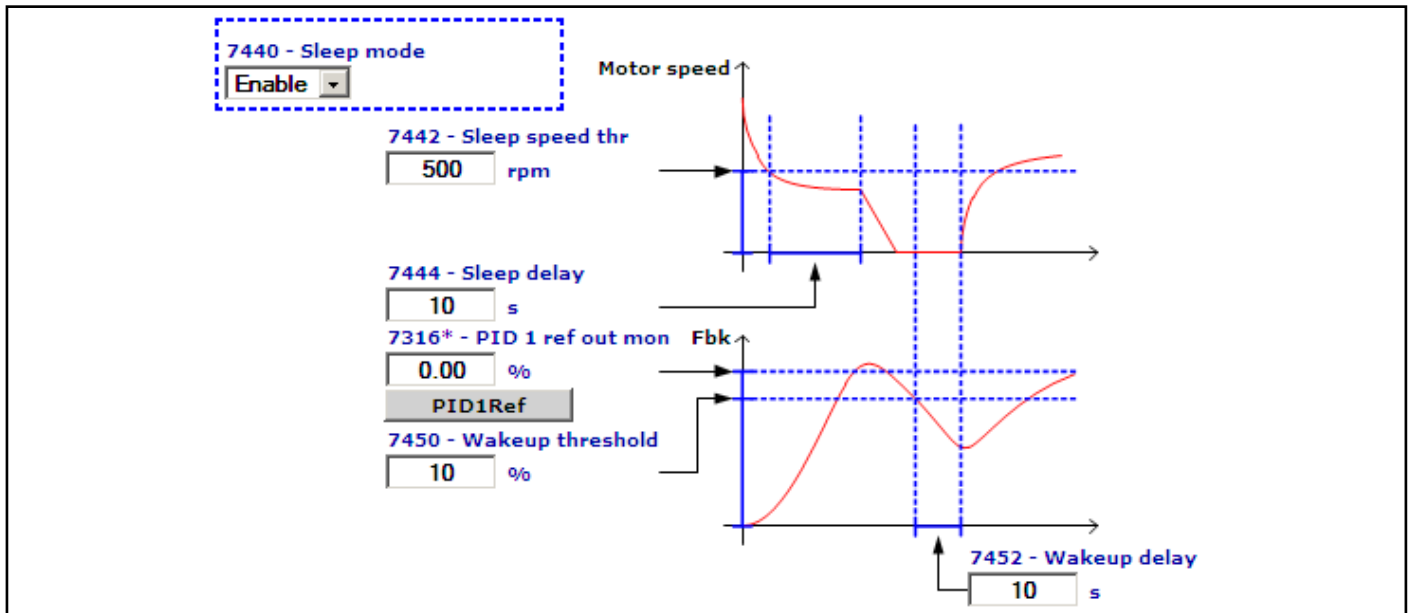 7440 - Sleep mode
Enable
Motor speed
7442 - Sleep speed thr
500 rpm
7444 - Sleep delay
10 s
7316* - PID 1 ref out mon
Fbk
0.00 %
PID1Ref
7450 - Wakeup threshold
10 %
7452 - Wakeup delay
10 s